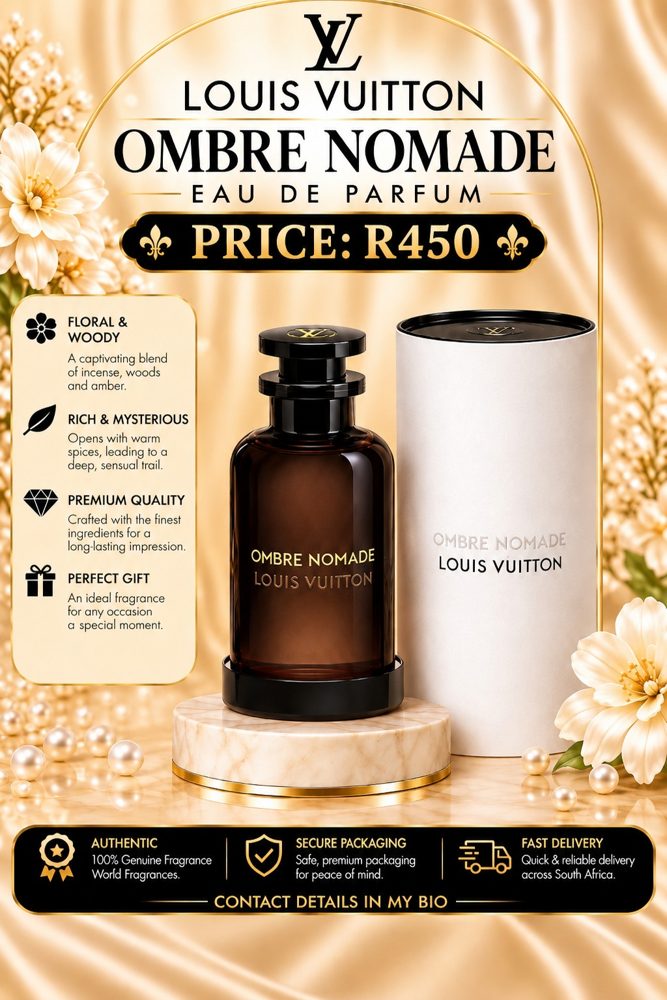 LV
LOUIS VUITTON
OMBRE NOMADE
EAU DE PARFUM
PRICE: R450
FLORAL &
WOODY
A captivating blend
of incense, woods
and amber.
RICH & MYSTERIOUS
Opens with warm
spices, leading to a
deep, sensual trail.
PREMIUM QUALITY
Crafted with the finest
ingredients for a
long-lasting impression.
PERFECT GIFT
An ideal fragrance
for any occasion
a special moment.
LV
OMBRE NOMADE
LOUIS VUITTON
LV
OMBRE NOMADE
LOUIS VUITTON
AUTHENTIC
100% Genuine Fragrance
World Fragrances.
SECURE PACKAGING
Safe, premium packaging
for peace of mind.
FAST DELIVERY
Quick & reliable delivery
across South Africa.
CONTACT DETAILS IN MY BIO